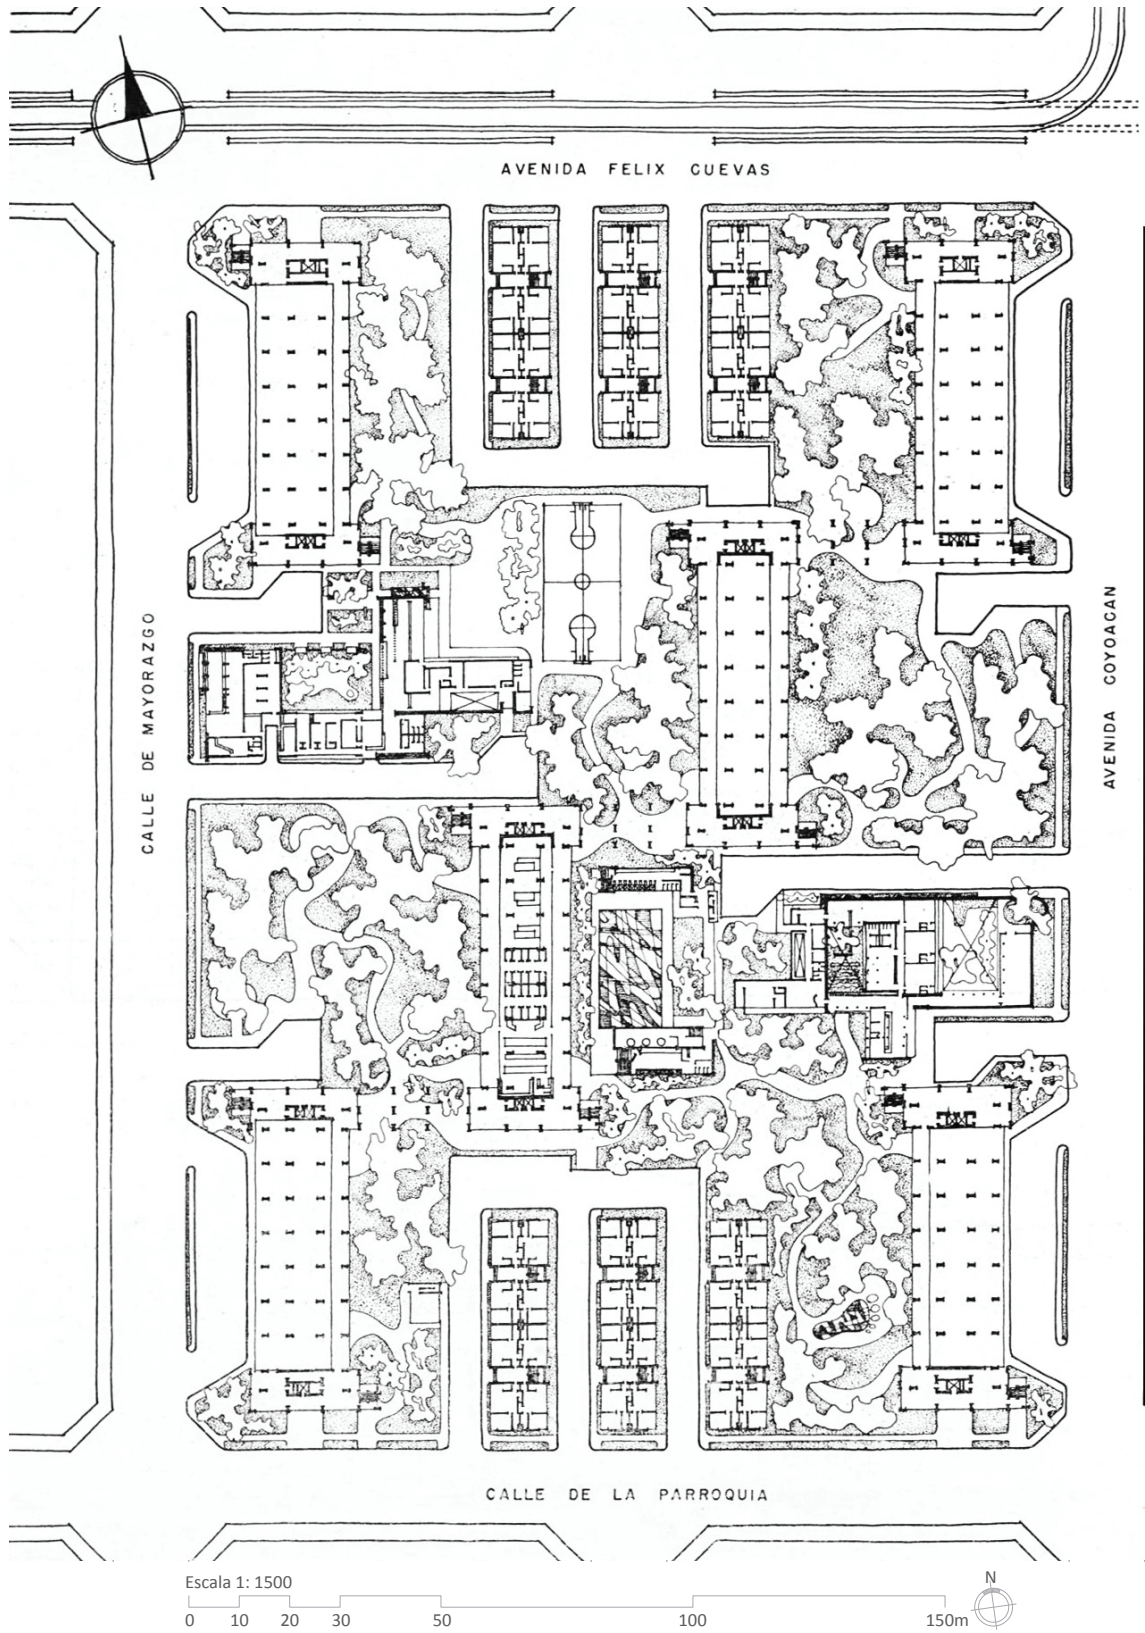 AVENIDA FELIX CUEVAS
CALLE DE MAYORAZGO
AVENIDA COYOACAN
CALLE DE LA PARROQUIA
Escala 1: 1500
N
0 10 20 30 50 100 150m